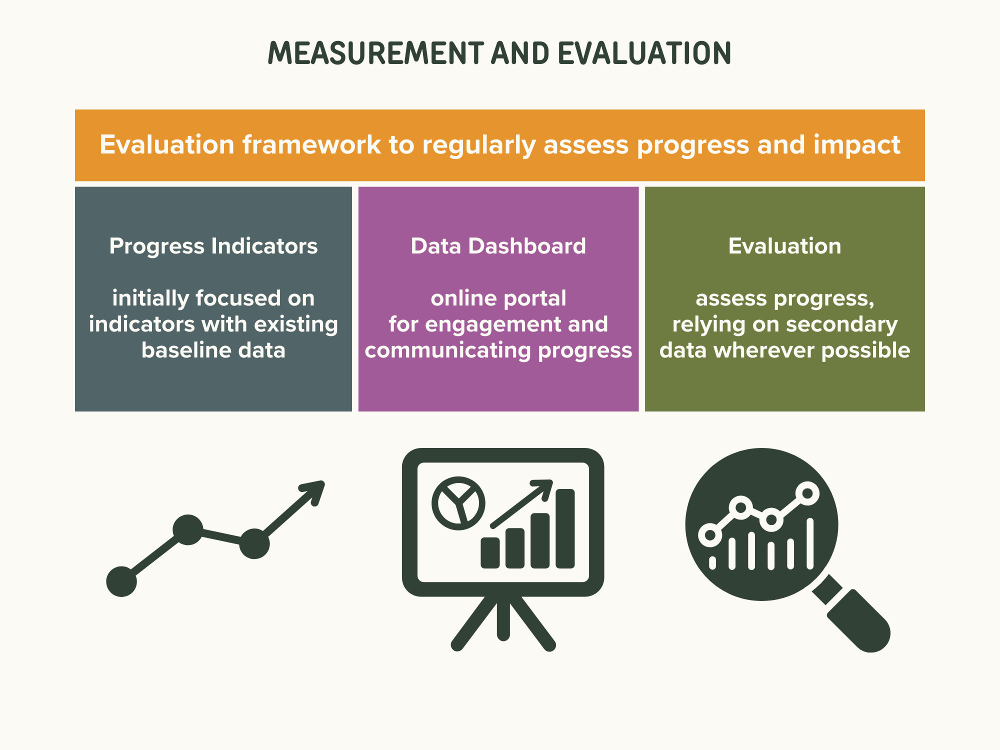 MEASUREMENT AND EVALUATION
Evaluation framework to regularly assess progress and impact
Progress Indicators
initially focused on
indicators with existing
baseline data
Data Dashboard
online portal
for engagement and
communicating progress
Evaluation
assess progress,
relying on secondary
data wherever possible